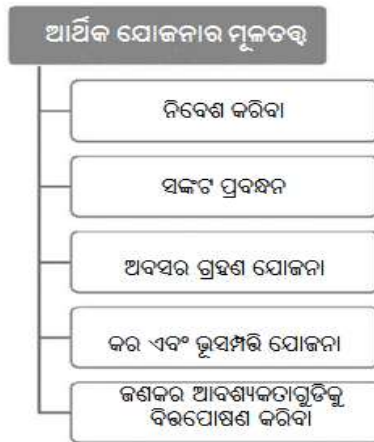 ଆର୍ଥିକ ଯୋଜନାର ମୂଳତତ୍ତ୍ୱ
ନିବେଶ କରିବା
ସଙ୍କଟ ପ୍ରବନ୍ଧନ
ଅବସର ଗ୍ରହଣ ଯୋଜନା
କର ଏବଂ ଭୂସମ୍ପତ୍ତି ଯୋଜନା
ଜଣକର ଆବଶ୍ୟକତାଗୁଡିକୁ
ବିତ୍ତପୋଷଣ କରିବା